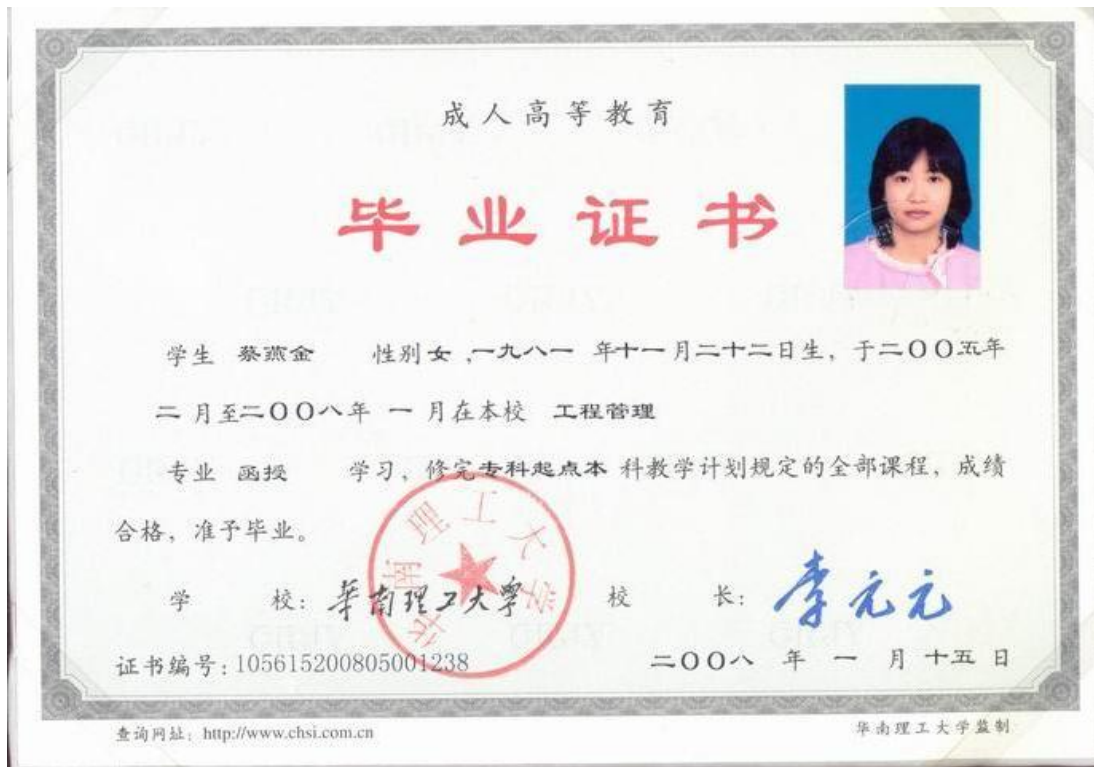 成人高等教育
毕业证书
学生 蔡燕金 性别 女 ,一九八一 年十一月二十二日生，于二〇〇五年
二 月至二〇〇八年 一 月在本校 工程管理
专业 函授 学习，修完专科起点本 科教学计划规定的全部课程，成绩
合格，准予毕业。
学 校：華南理工大學 校 长：李元元
华南理工大学
证书编号：105615200805001238 二〇〇八 年 一 月 十五 日
查询网址：http://www.chsi.com.cn 华南理工大学监制